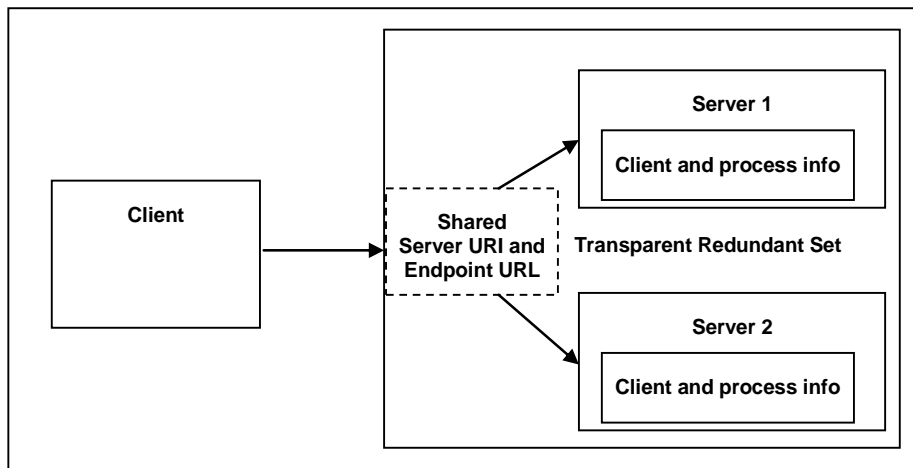 Server 1
Client and process info
Client
Shared
Server URI and
Endpoint URL
Transparent Redundant Set
Server 2
Client and process info